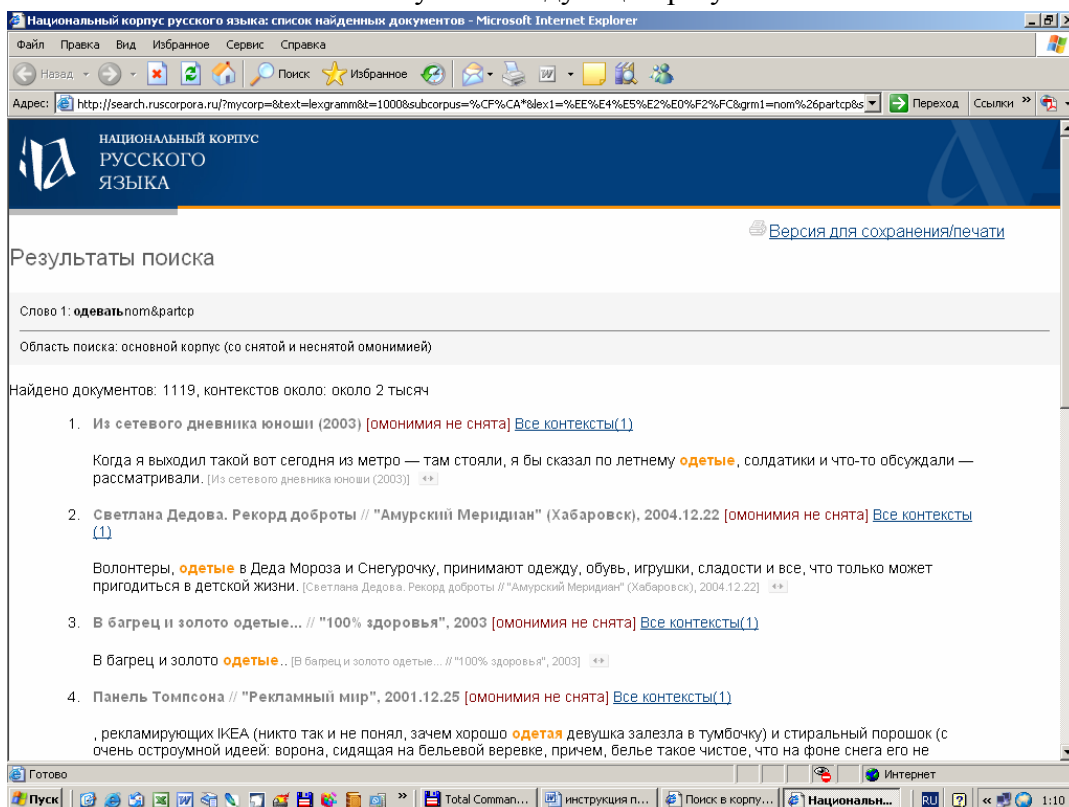 Национальный корпус русского языка: список найденных документов - Microsoft Internet Explorer
Файл Правка Вид Избранное Сервис Справка
Назад Поиск Избранное
Адрес: http://search.ruscorpora.ru/?mycorp=&text=lexgramm&t=1000&subcorpus=%CF%CA*&lex1=%EE%E4%E5%E2%E0%F2%FC&grm1=nom%26partcp&s Переход Ссылки »
НАЦИОНАЛЬНЫЙ КОРПУС
РУССКОГО
ЯЗЫКА
Версия для сохранения/печати
Результаты поиска
Слово 1: одевать nom&partcp
Область поиска: основной корпус (со снятой и неснятой омонимией)
Найдено документов: 1119, контекстов около: около 2 тысяч
1. Из сетевого дневника юноши (2003) [омонимия не снята] Все контексты(1)
Когда я выходил такой вот сегодня из метро — там стояли, я бы сказал по летнему одетые, солдатики и что-то обсуждали —
рассматривали. [Из сетевого дневника юноши (2003)]
2. Светлана Дедова. Рекорд доброты // "Амурский Меридиан" (Хабаровск), 2004.12.22 [омонимия не снята] Все контексты
(1)
Волонтеры, одетые в Деда Мороза и Снегурочку, принимают одежду, обувь, игрушки, сладости и все, что только может
пригодиться в детской жизни. [Светлана Дедова. Рекорд доброты // "Амурский Меридиан" (Хабаровск), 2004.12.22]
3. В багрец и золото одетые... // "100% здоровья", 2003 [омонимия не снята] Все контексты(1)
В багрец и золото одетые.. [В багрец и золото одетые... // "100% здоровья", 2003]
4. Панель Томпсона // "Рекламный мир", 2001.12.25 [омонимия не снята] Все контексты(1)
, рекламирующих IKEA (никто так и не понял, зачем хорошо одетая девушка залезла в тумбочку) и стиральный порошок (с
очень остроумной идеей: ворона, сидящая на бельевой веревке, причем, белье такое чистое, что на фоне снега его не
Готово Интернет
Пуск » Total Comman... инструкция п... Поиск в корпу... Национальн... RU « 1:10